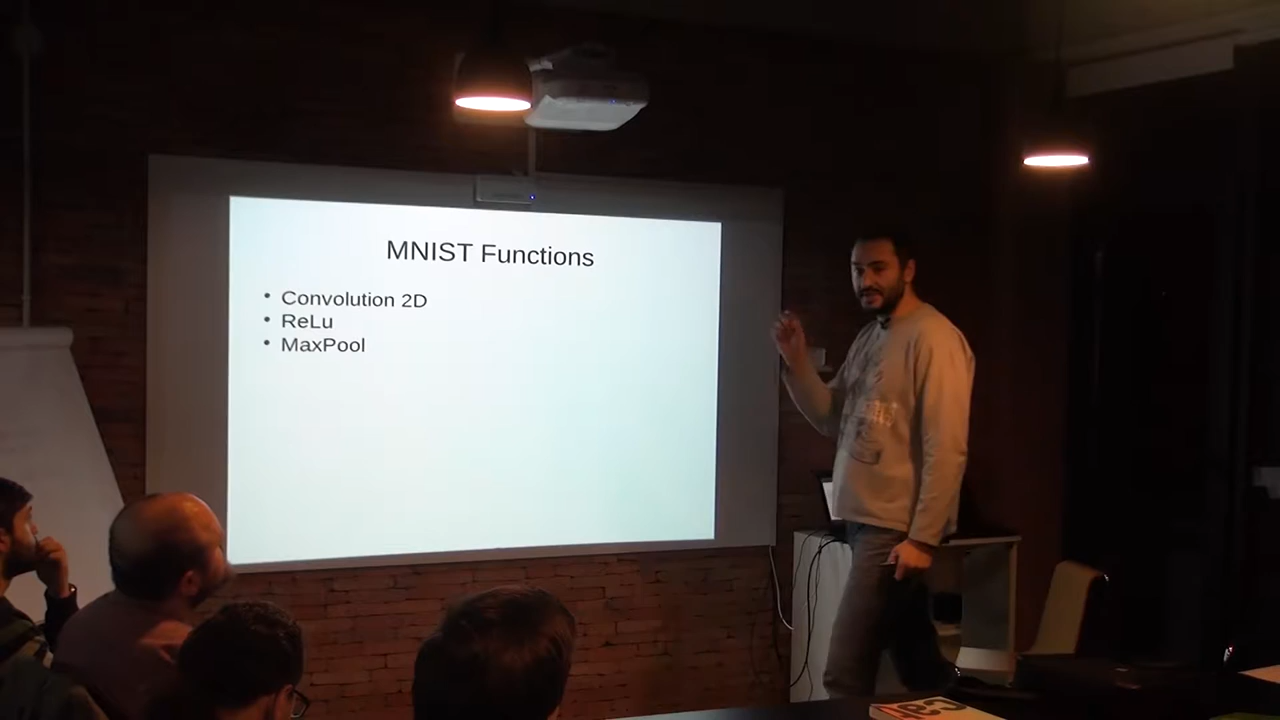 MNIST Functions
• Convolution 2D
• ReLu
• MaxPool